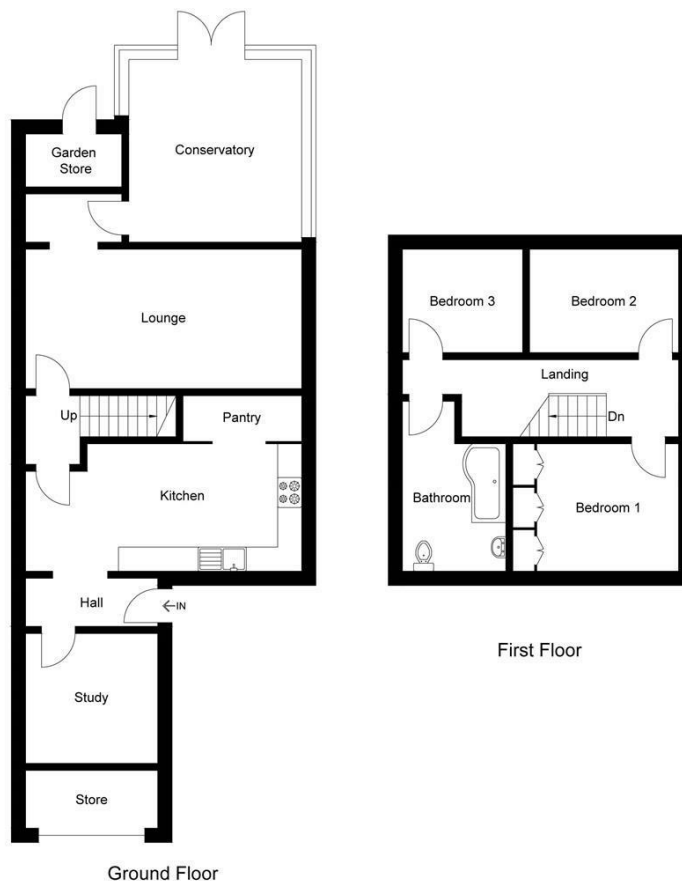 Garden
Store
Conservatory
Lounge
Up
Pantry
Kitchen
Hall
IN
Study
Store
Ground Floor
Bedroom 3
Bedroom 2
Landing
Dn
Bathroom
Bedroom 1
First Floor